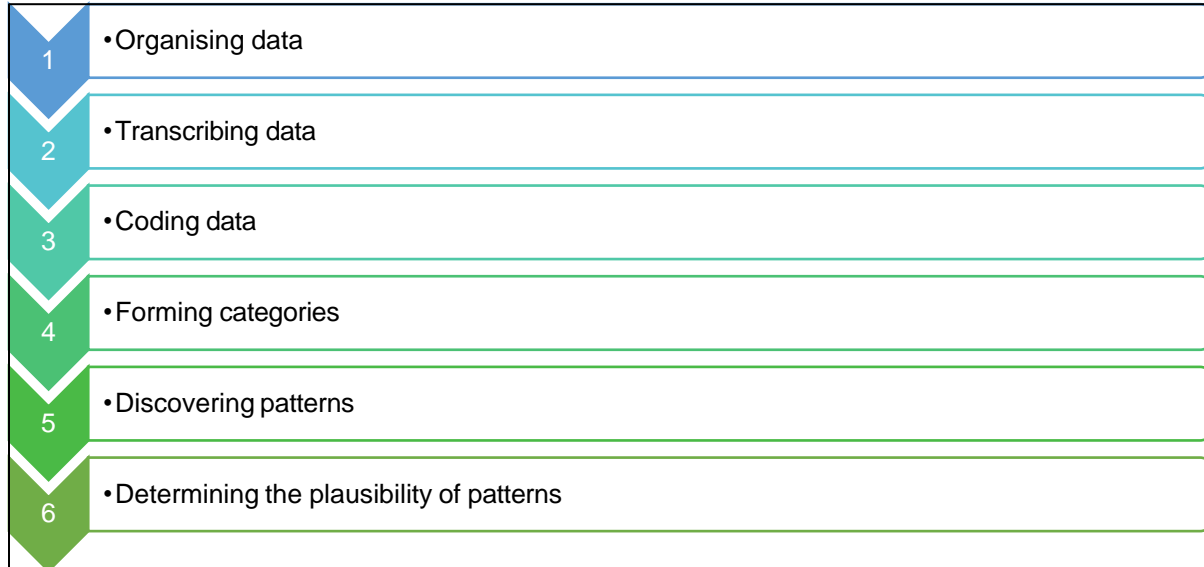 1 •Organising data
2 •Transcribing data
3 •Coding data
4 •Forming categories
5 •Discovering patterns
6 •Determining the plausibility of patterns